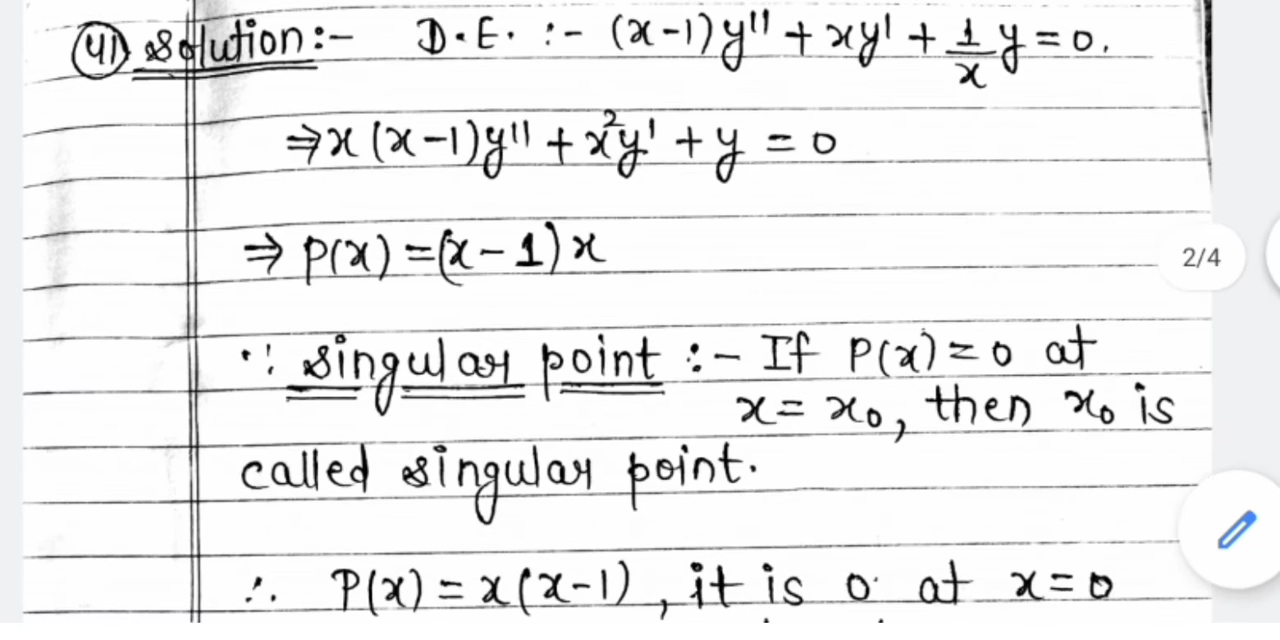 41) Solution :- D.E. :- (x-1)y'' + xy' + 1/x y = 0.
⇒ x(x-1)y'' + x²y' + y = 0
⇒ P(x) = (x-1)x
2/4
∵ singular point :- If P(x) = 0 at
x = x₀, then x₀ is
called singular point.
∴ P(x) = x(x-1), it is 0 at x=0